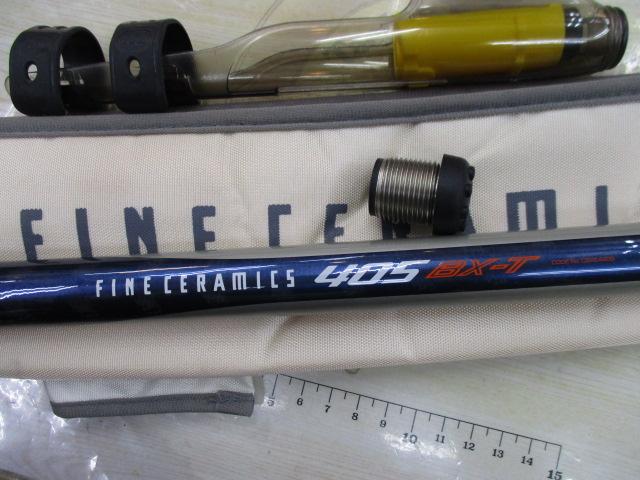 FINE CERAMI
FINE CERAMICS 405 BX-T
5 6 7 8 9 10 11 12 13 14 15